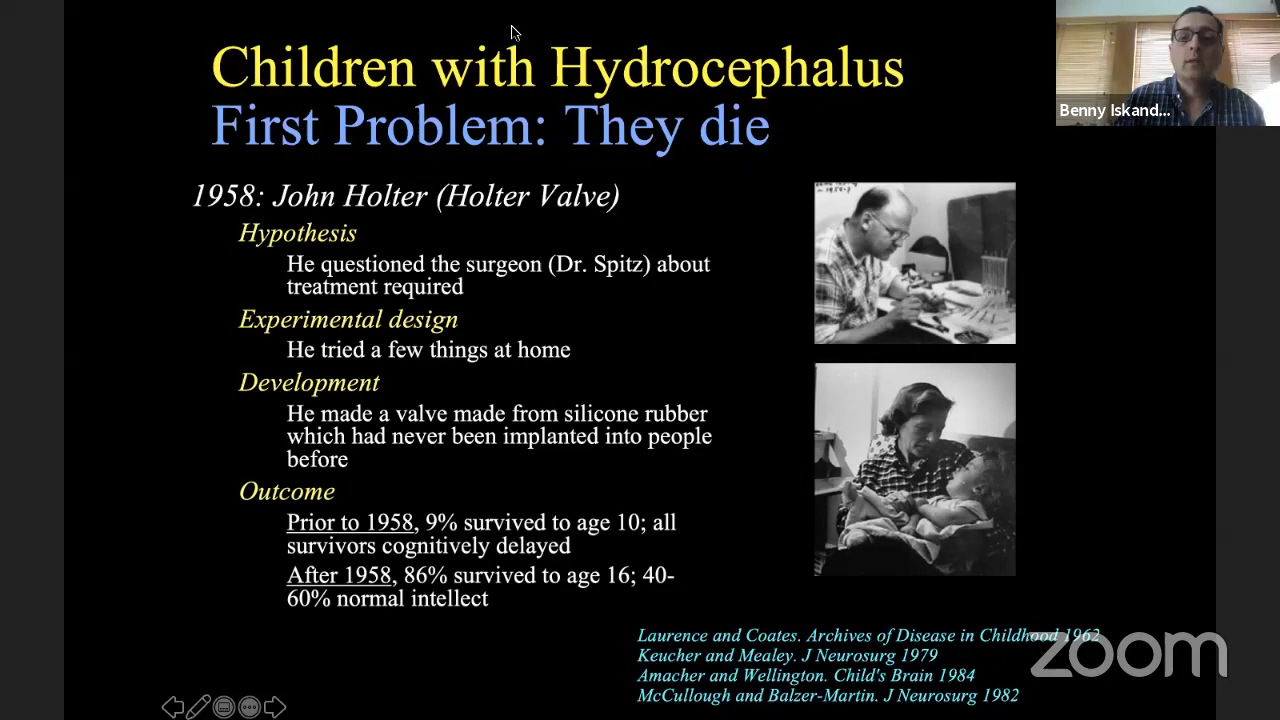 Children with Hydrocephalus
First Problem: They die
Benny Iskand...
1958: John Holter (Holter Valve)
Hypothesis
He questioned the surgeon (Dr. Spitz) about
treatment required
Experimental design
He tried a few things at home
Development
He made a valve made from silicone rubber
which had never been implanted into people
before
Outcome
Prior to 1958, 9% survived to age 10; all
survivors cognitively delayed
After 1958, 86% survived to age 16; 40-
60% normal intellect
Laurence and Coates. Archives of Disease in Childhood 1962
Keucher and Mealey. J Neurosurg 1979
Amacher and Wellington. Child's Brain 1984
McCullough and Balzer-Martin. J Neurosurg 1982
zoom